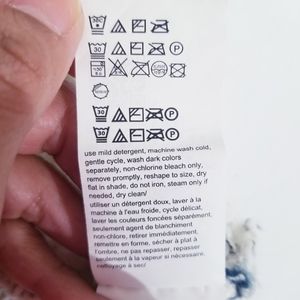 30
P
30
30
P
use mild detergent, machine wash cold,
gentle cycle, wash dark colors
separately, non-chlorine bleach only,
remove promptly, reshape to size, dry
flat in shade, do not iron, steam only if
needed, dry clean/
utiliser un détergent doux, laver à la
machine à l'eau froide, cycle délicat,
laver les couleurs foncées séparément,
seulement agent de blanchiment
non-chlore, retirer immédiatement,
remettre en forme, sécher à plat à
l'ombre, ne pas repasser, repasser
seulement à la vapeur si nécessaire,
nettoyage à sec/